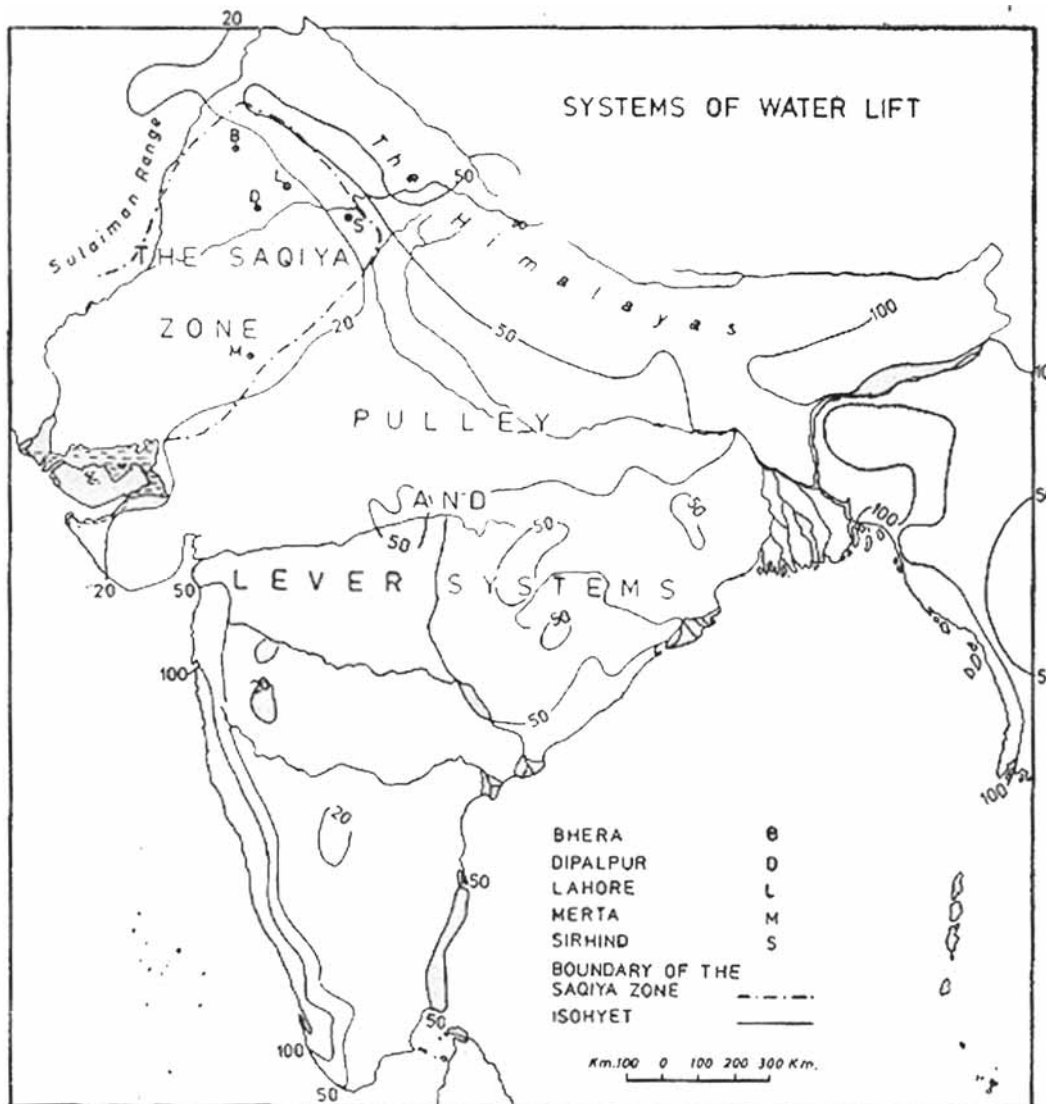 20
SYSTEMS OF WATER LIFT
Sulaiman Range
B
The
L
50
D
S
Himalayas
THE SAQIYA
ZONE
20
50
100
M
PULLEY
AND
50
50
100
LEVER SYSTEMS
20
50
50
100
20
50
20
50
100
50
50
100
50
BHERA B
DIPALPUR D
LAHORE L
MERTA M
SIRHIND S
BOUNDARY OF THE
SAQIYA ZONE
ISOHYET
Km.100 0 100 200 300 Km.